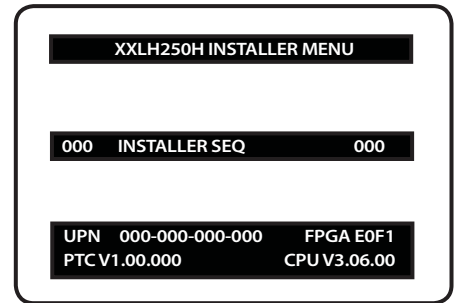 XXLH250H INSTALLER MENU
000 INSTALLER SEQ 000
UPN 000-000-000-000 FPGA E0F1
PTC V1.00.000 CPU V3.06.00